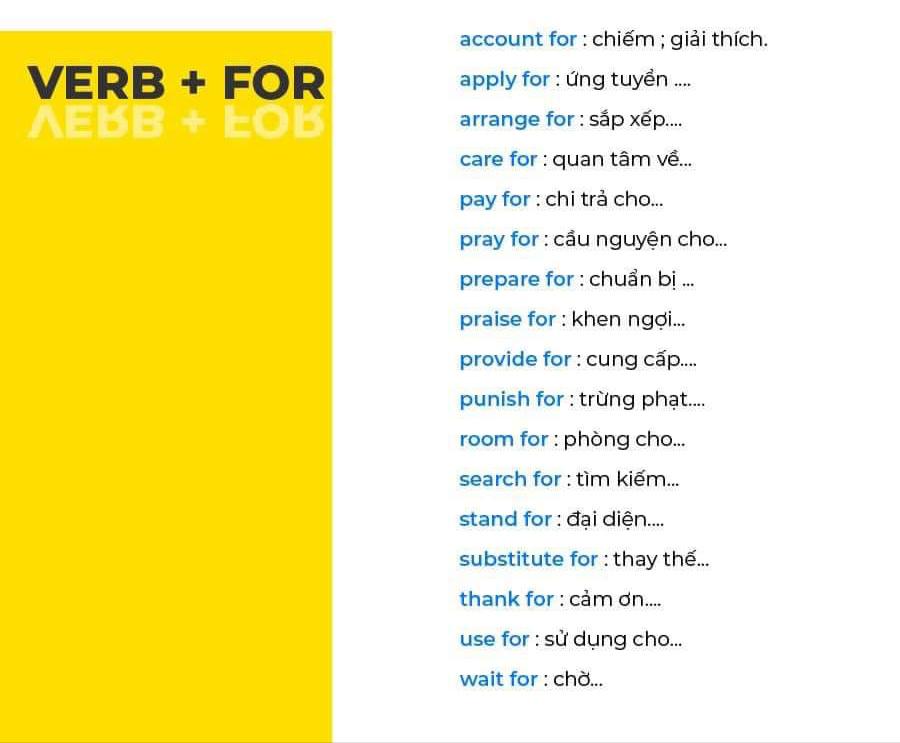 VERB + FOR
account for : chiếm ; giải thích.
apply for : ứng tuyển ....
arrange for : sắp xếp....
care for : quan tâm về...
pay for : chi trả cho...
pray for : cầu nguyện cho...
prepare for : chuẩn bị ...
praise for : khen ngợi...
provide for : cung cấp....
punish for : trừng phạt....
room for : phòng cho...
search for : tìm kiếm...
stand for : đại diện....
substitute for : thay thế...
thank for : cảm ơn....
use for : sử dụng cho...
wait for : chờ...